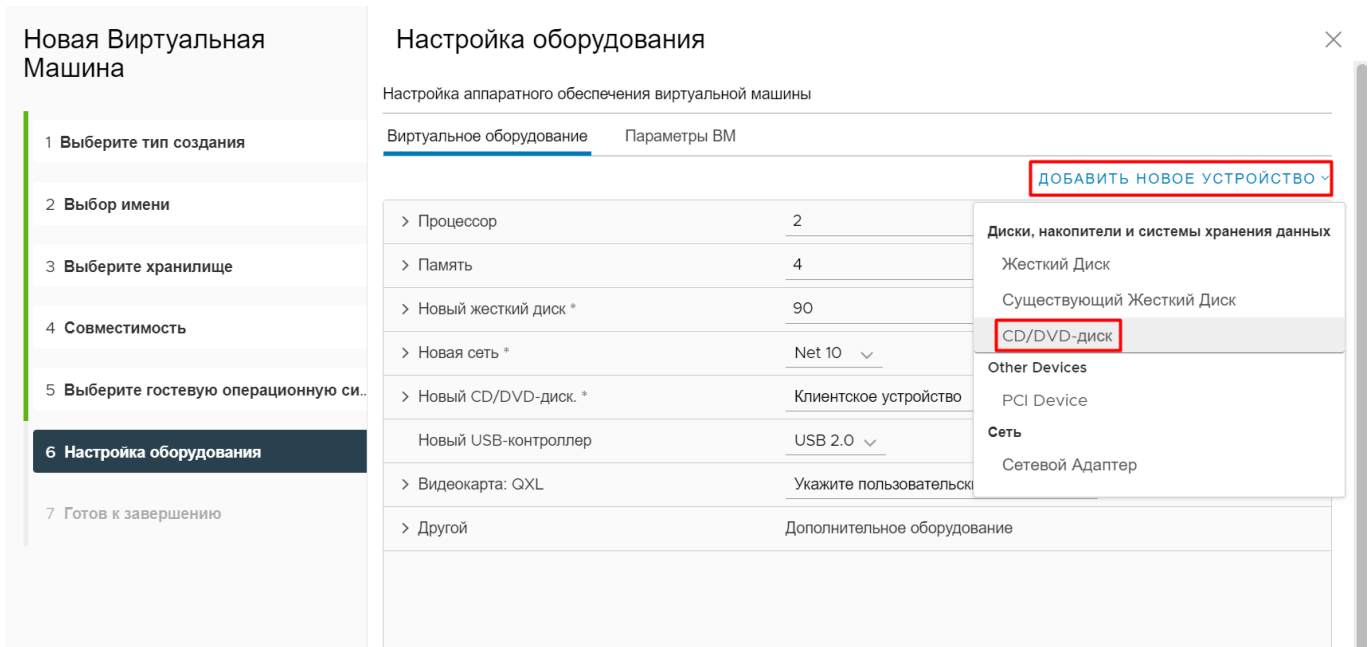 Новая Виртуальная
Машина
1 Выберите тип создания
2 Выбор имени
3 Выберите хранилище
4 Совместимость
5 Выберите гостевую операционную си..
6 Настройка оборудования
7 Готов к завершению
Настройка оборудования
Настройка аппаратного обеспечения виртуальной машины
Виртуальное оборудование Параметры ВМ
ДОБАВИТЬ НОВОЕ УСТРОЙСТВО
Процессор 2
Память 4
Новый жесткий диск * 90
Новая сеть * Net 10
Новый CD/DVD-диск. * Клиентское устройство
Новый USB-контроллер USB 2.0
Видеокарта: QXL Укажите пользовательск
Другой Дополнительное оборудование
Диски, накопители и системы хранения данных
Жесткий Диск
Существующий Жесткий Диск
CD/DVD-диск
Other Devices
PCI Device
Сеть
Сетевой Адаптер